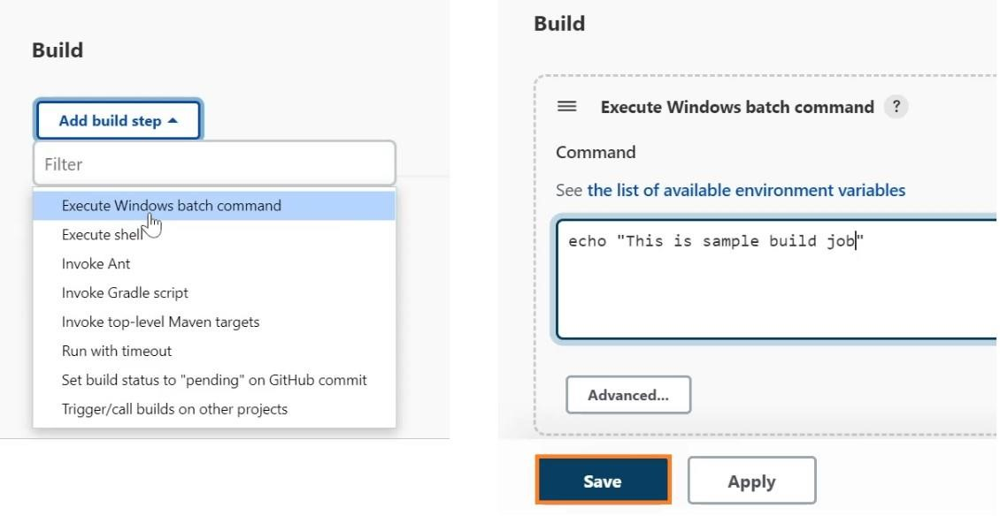 Build
Add build step
Filter
Execute Windows batch command
Execute shell
Invoke Ant
Invoke Gradle script
Invoke top-level Maven targets
Run with timeout
Set build status to "pending" on GitHub commit
Trigger/call builds on other projects
Build
Execute Windows batch command ?
Command
See the list of available environment variables
echo "This is sample build job"
Advanced...
Save
Apply